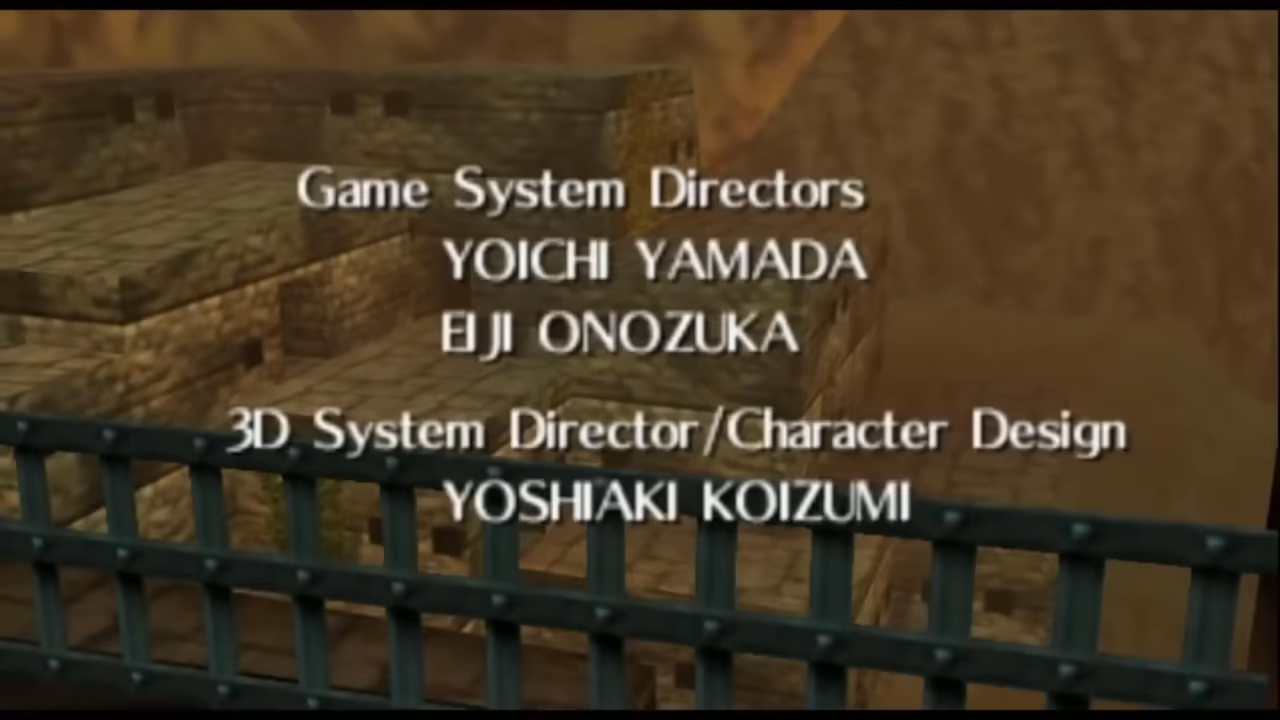 Game System Directors
YOICHI YAMADA
EIJI ONOZUKA
3D System Director/Character Design
YOSHIAKI KOIZUMI